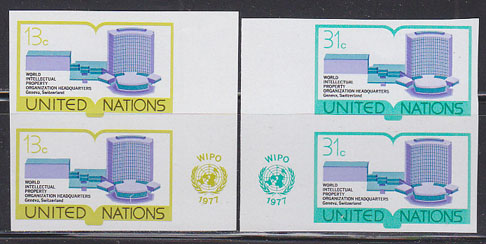 13c
WORLD
INTELLECTUAL
PROPERTY
ORGANIZATION HEADQUARTERS
Geneva, Switzerland
UNITED NATIONS
13c
WORLD
INTELLECTUAL
PROPERTY
ORGANIZATION HEADQUARTERS
Geneva, Switzerland
UNITED NATIONS
WIPO
1977
31c
WORLD
INTELLECTUAL
PROPERTY
ORGANIZATION HEADQUARTERS
Geneva, Switzerland
UNITED NATIONS
WIPO
1977
31c
WORLD
INTELLECTUAL
PROPERTY
ORGANIZATION HEADQUARTERS
Geneva, Switzerland
UNITED NATIONS